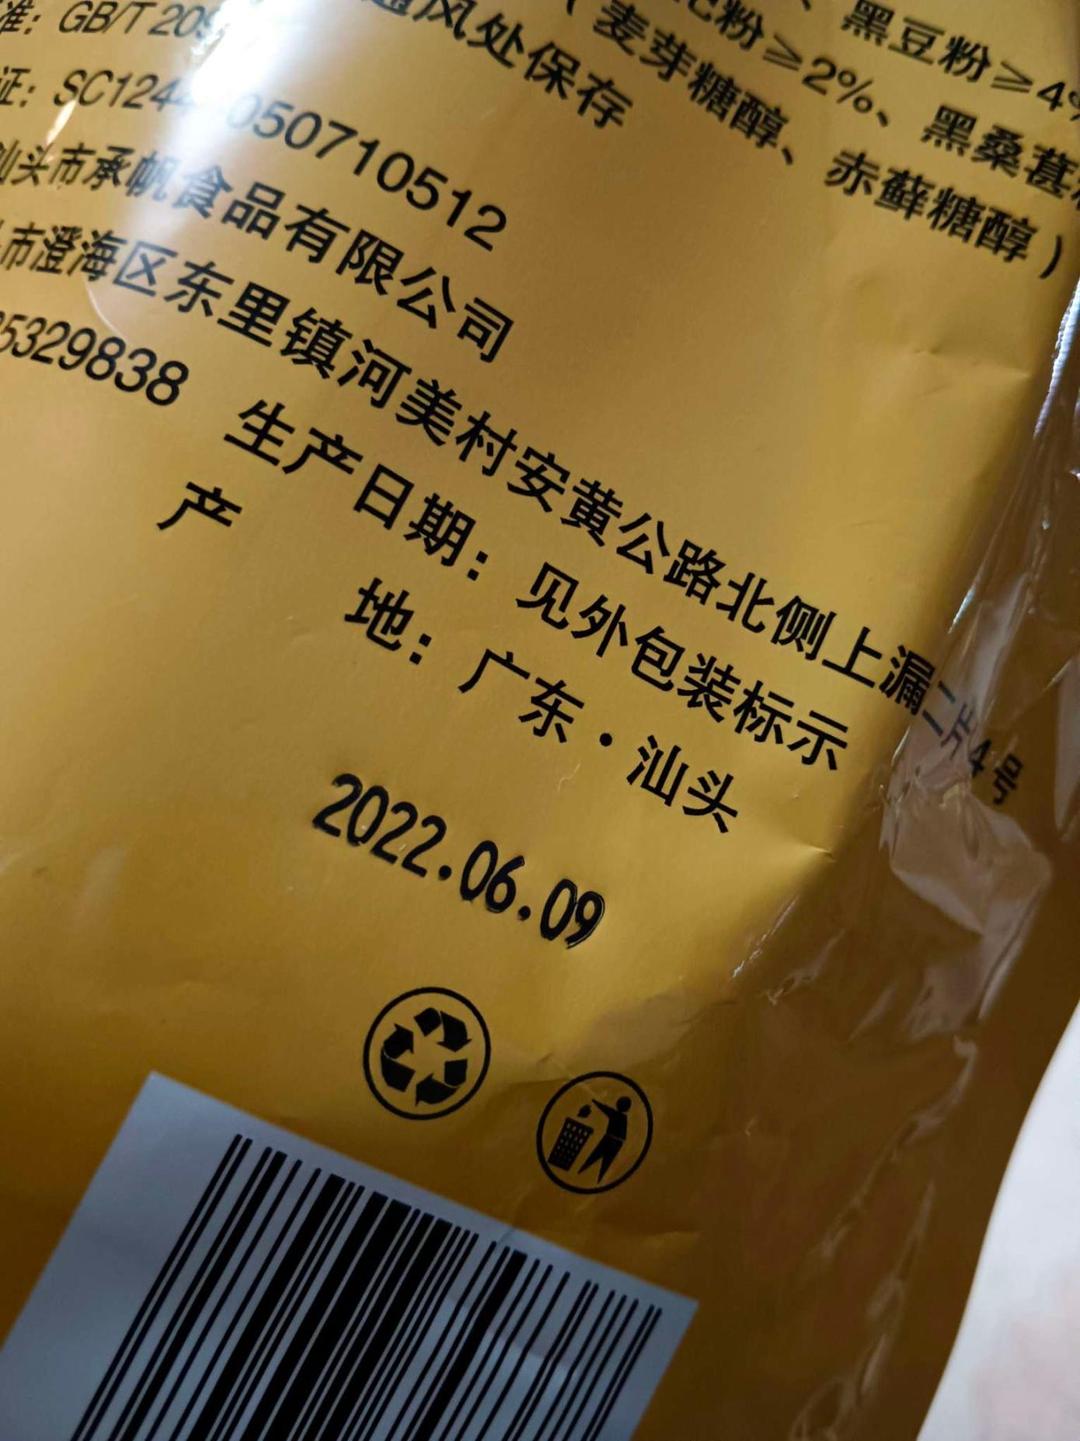 、黑豆粉≥4%
粉≥2%、黑桑葚
（麦芽糖醇、赤藓糖醇）
通风处保存
准：GB/T 209
证：SC124 050710512
汕头市承帆食品有限公司
市澄海区东里镇河美村安黄公路北侧上漏二片4号
5329838
生产日期：见外包装标示
产地：广东·汕头
2022.06.09